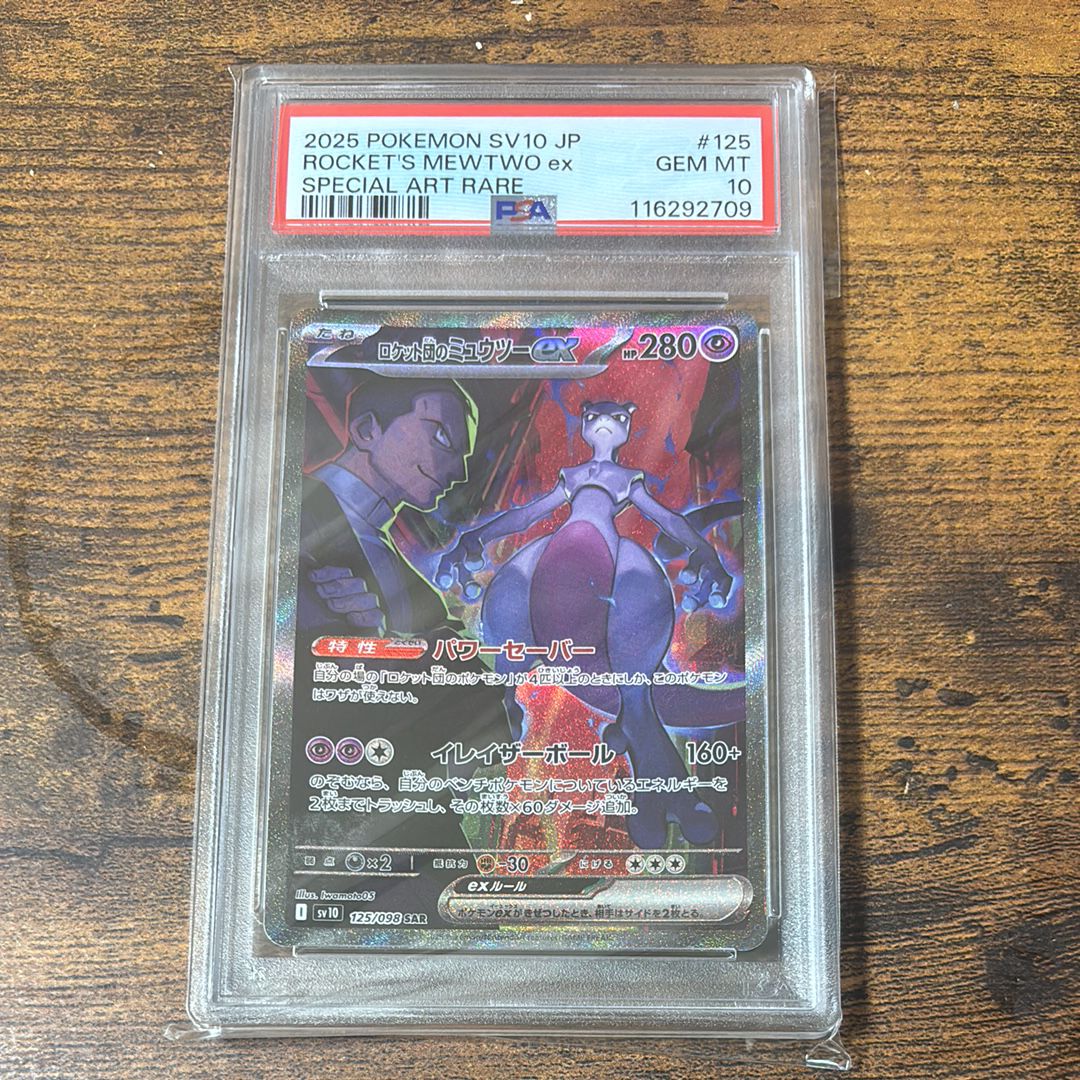 2025 POKEMON SV10 JP #125
ROCKET'S MEWTWO ex GEM MT
SPECIAL ART RARE 10
PSA 116292709
たね ロケット団のミュウツーex HP280
特性 パワーセーバー
自分の場の「ロケット団のポケモン」が4匹以上のときにしか、このポケモン
はワザが使えない。
イレイザーボール 160+
のぞむなら、自分のベンチポケモンについているエネルギーを
2枚までトラッシュし、その枚数×60ダメージ追加。
弱点 ×2 抵抗力 -30 にげる
exルール
ポケモンexがきぜつしたとき、相手はサイドを2枚とる。
Illus. Iwamoto05
I sv10 125/098 SAR